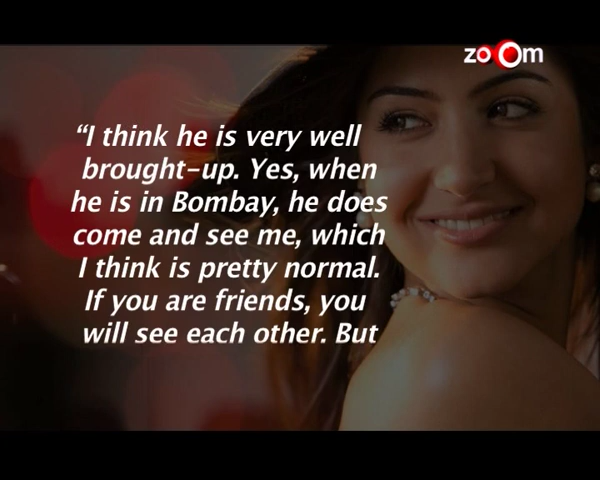 zoom
“I think he is very well
brought-up. Yes, when
he is in Bombay, he does
come and see me, which
I think is pretty normal.
If you are friends, you
will see each other. But